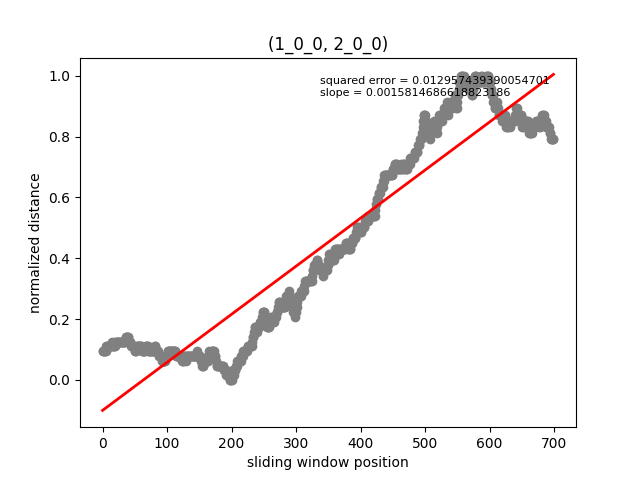 (1_0_0, 2_0_0)
squared error = 0.012957439390054701
slope = 0.0015814686618823186
1.0
0.8
0.6
0.4
0.2
0.0
normalized distance
0 100 200 300 400 500 600 700
sliding window position